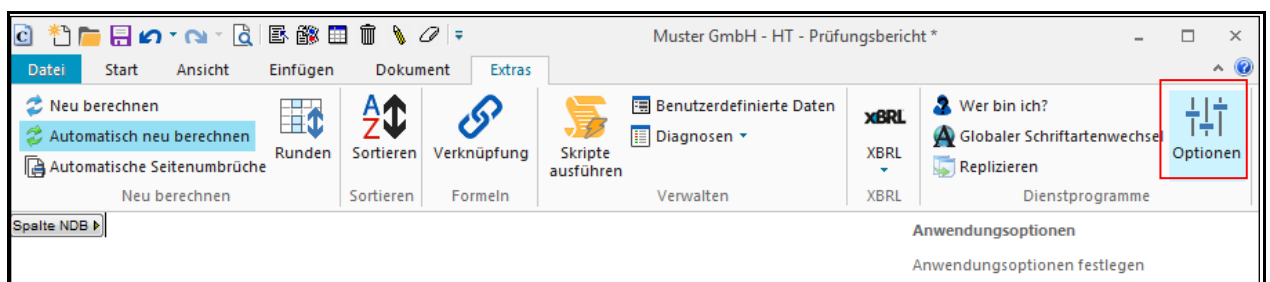 Muster GmbH - HT - Prüfungsbericht *
Datei Start Ansicht Einfügen Dokument Extras
Neu berechnen
Automatisch neu berechnen
Automatische Seitenumbrüche
Runden
Neu berechnen
A
Z
Sortieren
Sortieren
Verknüpfung
Formeln
Skripte
ausführen
Benutzerdefinierte Daten
Diagnosen
Verwalten
XBRL
XBRL
XBRL
Wer bin ich?
Globaler Schriftartenwechsel
Replizieren
Optionen
Dienstprogramme
Spalte NDB
Anwendungsoptionen
Anwendungsoptionen festlegen